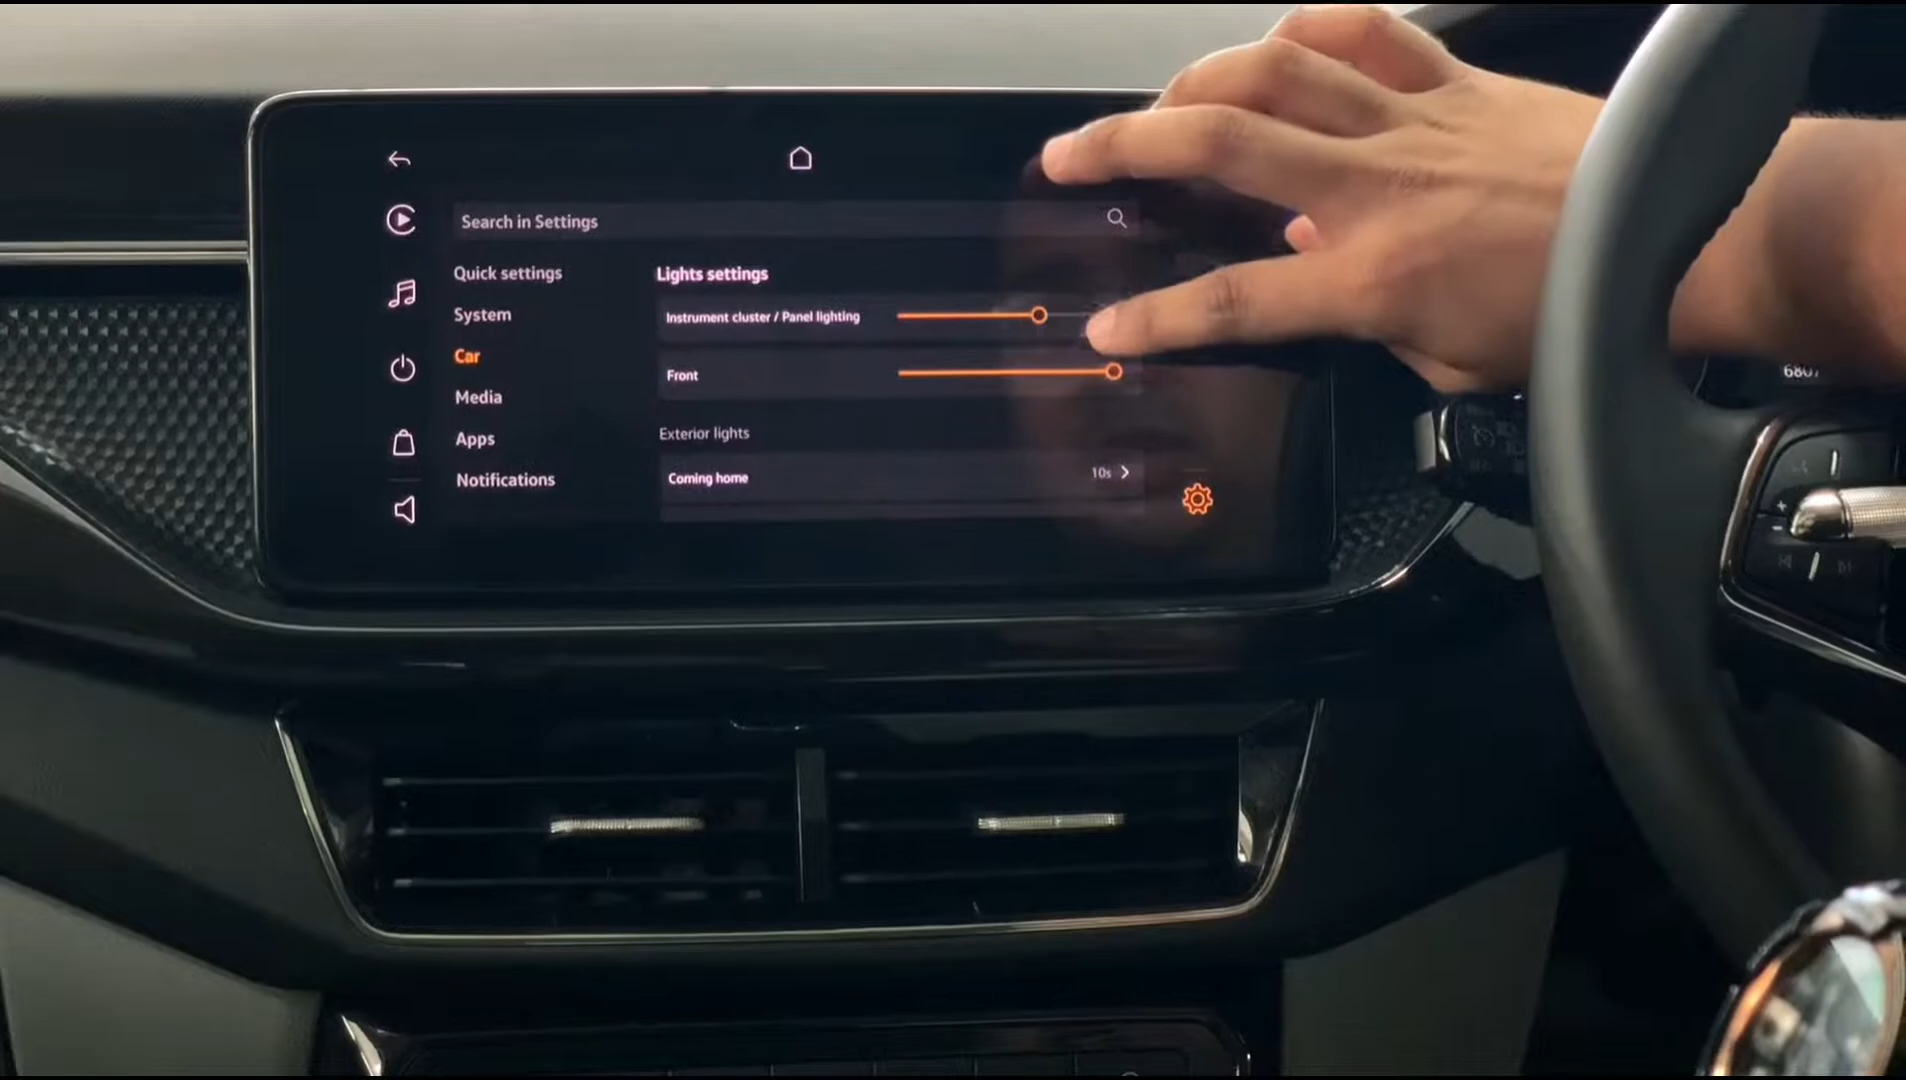 Search in Settings
Quick settings
System
Car
Media
Apps
Notifications
Lights settings
Instrument cluster / Panel lighting
Front
Exterior lights
Coming home
10s